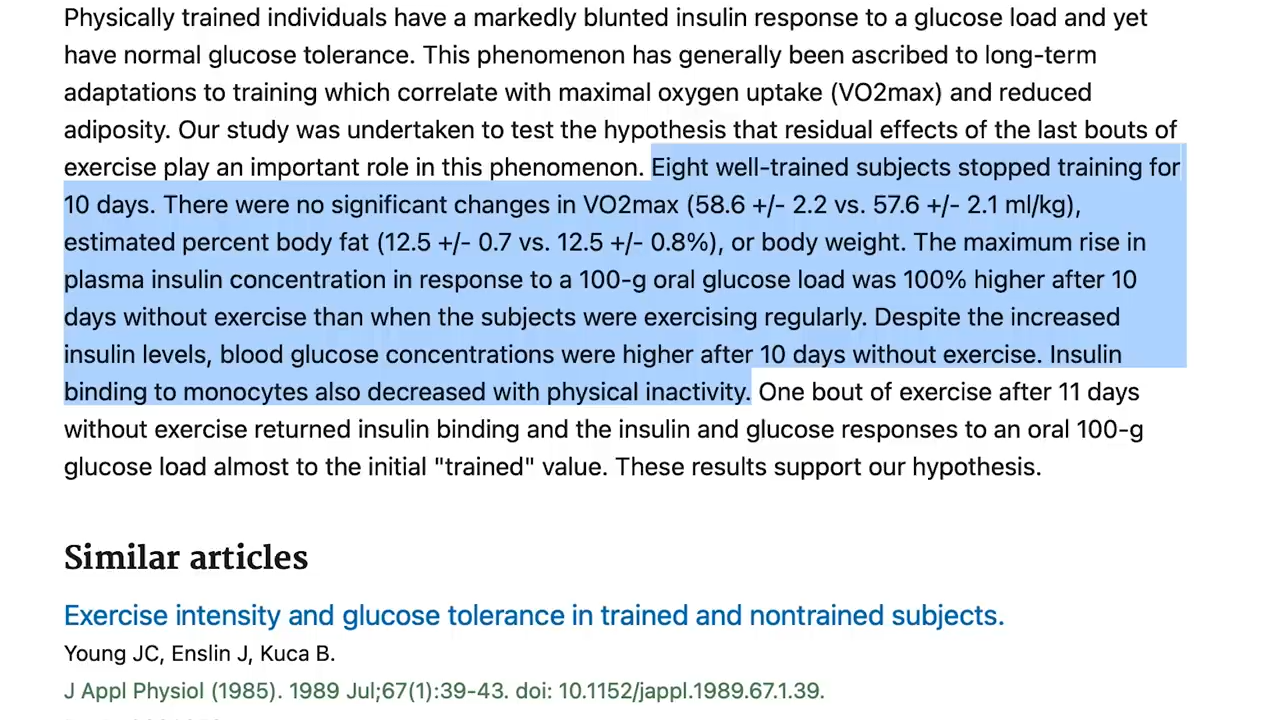 Physically trained individuals have a markedly blunted insulin response to a glucose load and yet
have normal glucose tolerance. This phenomenon has generally been ascribed to long-term
adaptations to training which correlate with maximal oxygen uptake (VO2max) and reduced
adiposity. Our study was undertaken to test the hypothesis that residual effects of the last bouts of
exercise play an important role in this phenomenon. Eight well-trained subjects stopped training for
10 days. There were no significant changes in VO2max (58.6 +/- 2.2 vs. 57.6 +/- 2.1 ml/kg),
estimated percent body fat (12.5 +/- 0.7 vs. 12.5 +/- 0.8%), or body weight. The maximum rise in
plasma insulin concentration in response to a 100-g oral glucose load was 100% higher after 10
days without exercise than when the subjects were exercising regularly. Despite the increased
insulin levels, blood glucose concentrations were higher after 10 days without exercise. Insulin
binding to monocytes also decreased with physical inactivity. One bout of exercise after 11 days
without exercise returned insulin binding and the insulin and glucose responses to an oral 100-g
glucose load almost to the initial "trained" value. These results support our hypothesis.
Similar articles
Exercise intensity and glucose tolerance in trained and nontrained subjects.
Young JC, Enslin J, Kuca B.
J Appl Physiol (1985). 1989 Jul;67(1):39-43. doi: 10.1152/jappl.1989.67.1.39.